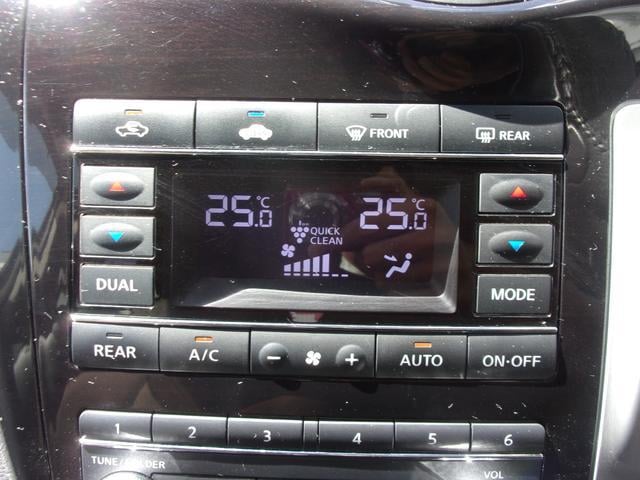 FRONT
REAR
25.0 °C
25.0 °C
QUICK
CLEAN
DUAL
MODE
REAR
A/C
− +
AUTO
ON·OFF
1 2 3 4 5 6
TUNE/FOLDER
VOL